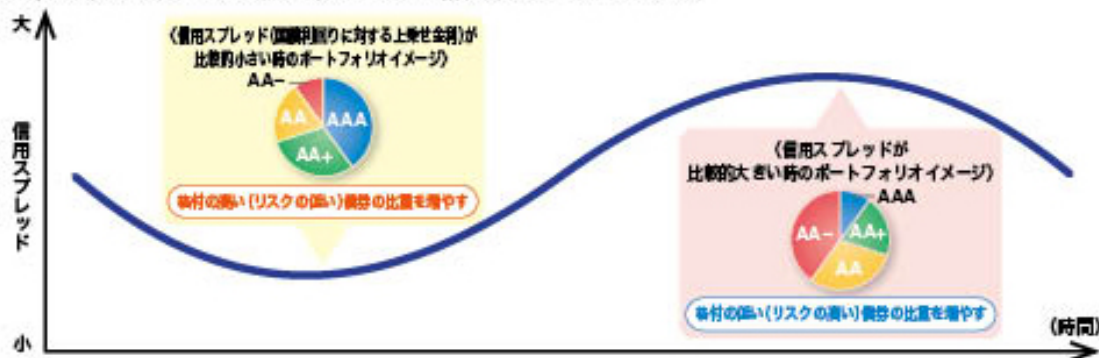 大
〈信用スプレッド(国債利回りに対する上乗せ金利)が
比較的小さい時のポートフォリオイメージ〉
AA-
AA
AAA
AA+
格付の高い(リスクの低い)債券の比重を増やす
信用スプレッド
〈信用スプレッドが
比較的大きい時のポートフォリオイメージ〉
AAA
AA-
AA+
AA
格付の低い(リスクの高い)債券の比重を増やす
小
(時間)